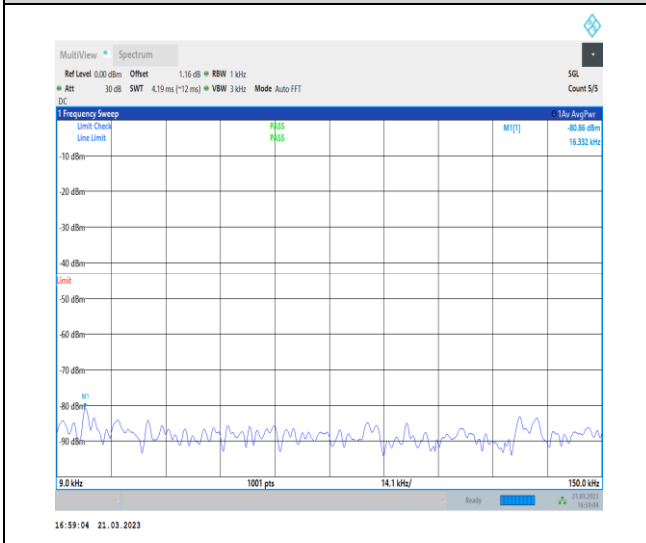 MultiView Spectrum
Ref Level 0.00 dBm Offset 1.16 dB RBW 1 kHz SGL
Att 30 dB SWT 4.19 ms (~12 ms) VBW 3 kHz Mode Auto FFT Count 5/5
DC
1 Frequency Sweep 1Av AvgPwr
Limit Check PASS M1[1] -80.86 dBm
Line Limit PASS 16.332 kHz
-10 dBm
-20 dBm
-30 dBm
-40 dBm
Limit
-50 dBm
-60 dBm
-70 dBm
M1
-80 dBm
-90 dBm
9.0 kHz 1001 pts 14.1 kHz/ 150.0 kHz
Ready 21.03.2023
16:59:04
16:59:04 21.03.2023